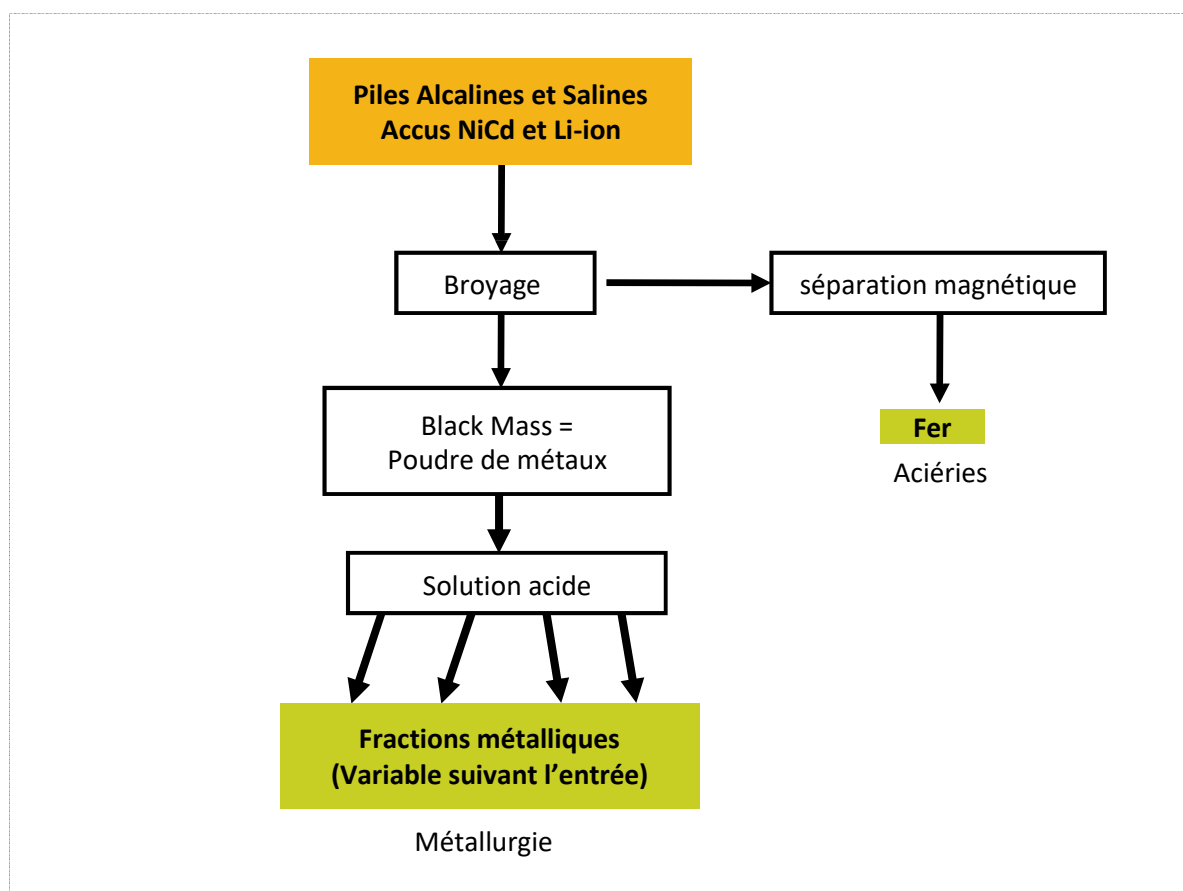 Piles Alcalines et Salines
Accus NiCd et Li-ion
Broyage
séparation magnétique
Black Mass =
Poudre de métaux
Fer
Aciéries
Solution acide
Fractions métalliques
(Variable suivant l’entrée)
Métallurgie